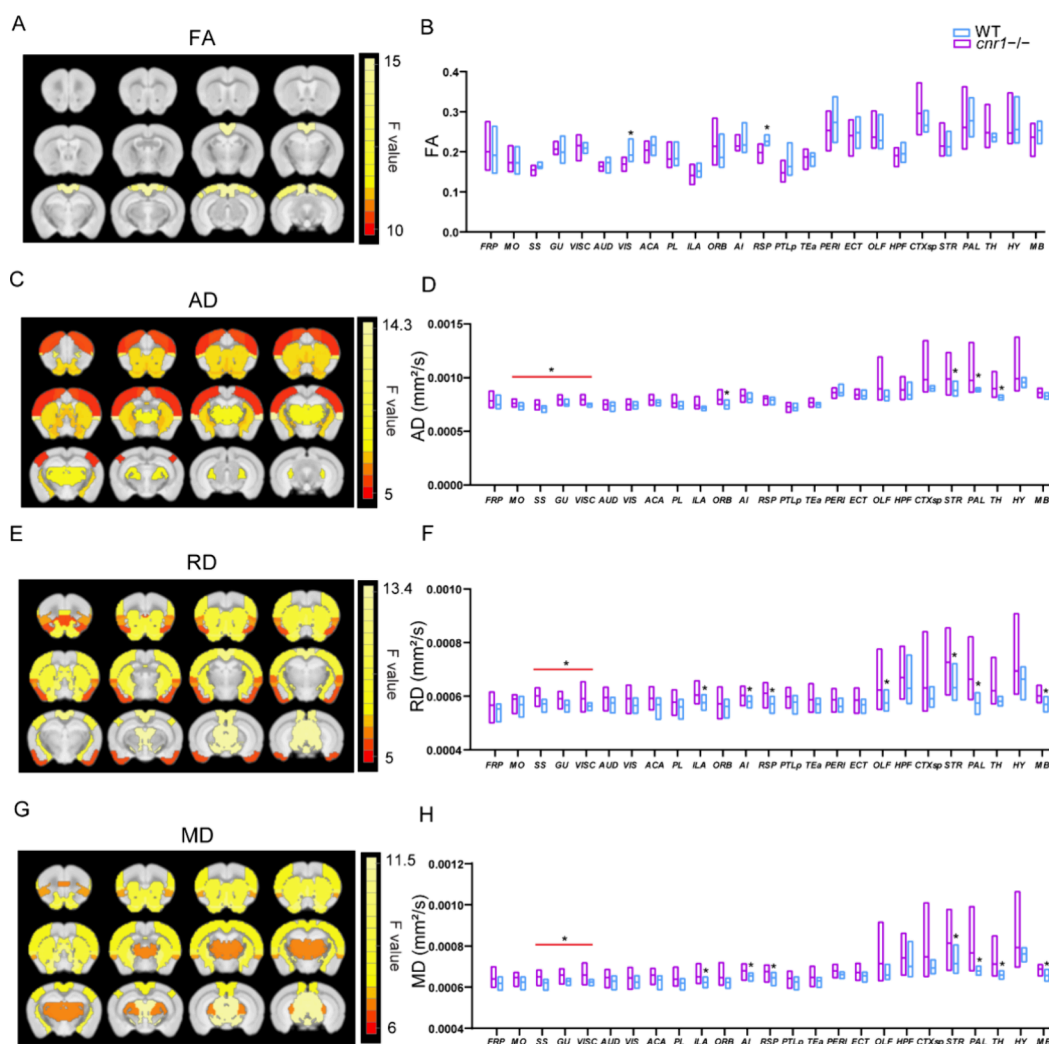 A
FA
15
F value
10
B
WT
cnr1−/−
FA
0.4
0.3
0.2
0.1
0.0
* *
FRP MO SS GU VISC AUD VIS ACA PL ILA ORB AI RSP PTLp TEa PERI ECT OLF HPF CTXsp STR PAL TH HY MB
C
AD
14.3
F value
5
D
AD (mm²/s)
0.0015
0.0010
0.0005
0.0000
* * * * *
FRP MO SS GU VISC AUD VIS ACA PL ILA ORB AI RSP PTLp TEa PERI ECT OLF HPF CTXsp STR PAL TH HY MB
E
RD
13.4
F value
5
F
RD (mm²/s)
0.0010
0.0008
0.0006
0.0004
* * * * * * * *
FRP MO SS GU VISC AUD VIS ACA PL ILA ORB AI RSP PTLp TEa PERI ECT OLF HPF CTXsp STR PAL TH HY MB
G
MD
11.5
F value
6
H
MD (mm²/s)
0.0012
0.0010
0.0008
0.0006
0.0004
* * * * * * * *
FRP MO SS GU VISC AUD VIS ACA PL ILA ORB AI RSP PTLp TEa PERI ECT OLF HPF CTXsp STR PAL TH HY MB